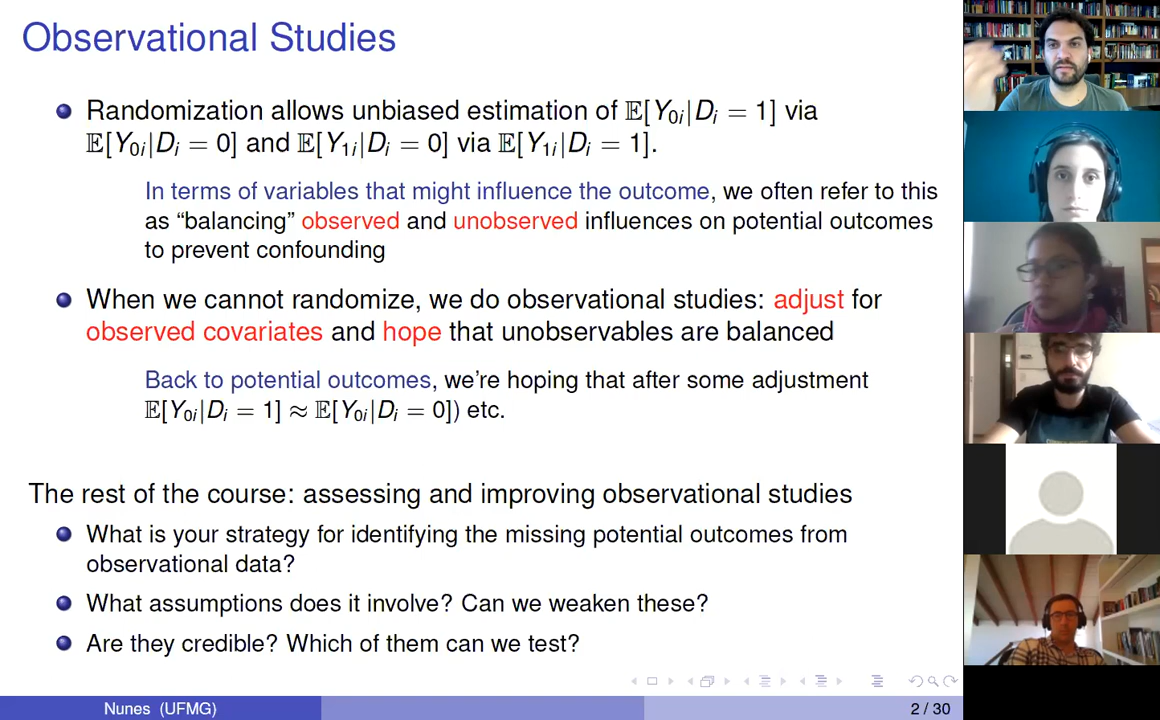 Observational Studies
Randomization allows unbiased estimation of 𝔼[Y₀ᵢ|Dᵢ = 1] via
𝔼[Y₀ᵢ|Dᵢ = 0] and 𝔼[Y₁ᵢ|Dᵢ = 0] via 𝔼[Y₁ᵢ|Dᵢ = 1].
In terms of variables that might influence the outcome, we often refer to this
as “balancing” observed and unobserved influences on potential outcomes
to prevent confounding
When we cannot randomize, we do observational studies: adjust for
observed covariates and hope that unobservables are balanced
Back to potential outcomes, we’re hoping that after some adjustment
𝔼[Y₀ᵢ|Dᵢ = 1] ≈ 𝔼[Y₀ᵢ|Dᵢ = 0]) etc.
The rest of the course: assessing and improving observational studies
What is your strategy for identifying the missing potential outcomes from
observational data?
What assumptions does it involve? Can we weaken these?
Are they credible? Which of them can we test?
Nunes (UFMG) 2 / 30